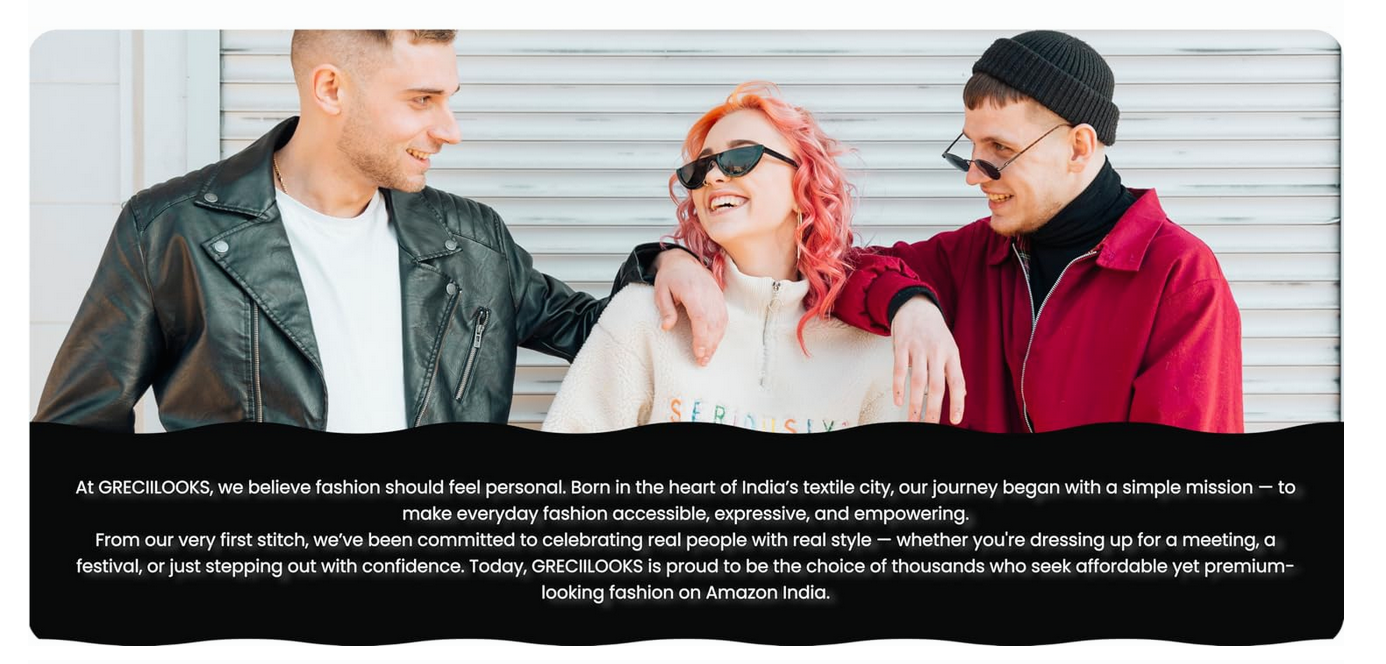 SERIOUSLY
At GRECIILOOKS, we believe fashion should feel personal. Born in the heart of India’s textile city, our journey began with a simple mission — to
make everyday fashion accessible, expressive, and empowering.
From our very first stitch, we’ve been committed to celebrating real people with real style — whether you're dressing up for a meeting, a
festival, or just stepping out with confidence. Today, GRECIILOOKS is proud to be the choice of thousands who seek affordable yet premium-
looking fashion on Amazon India.